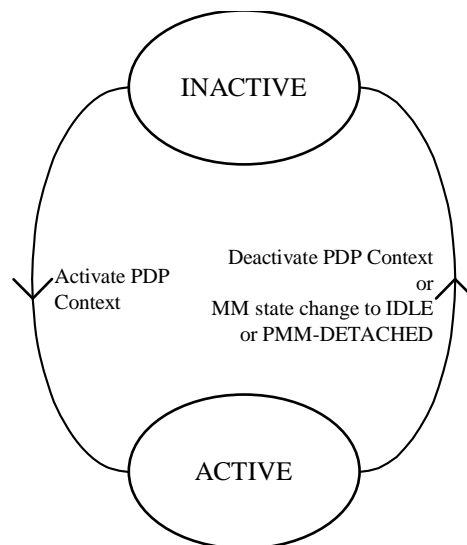 INACTIVE
Activate PDP
Context
Deactivate PDP Context
or
MM state change to IDLE
or PMM-DETACHED
ACTIVE